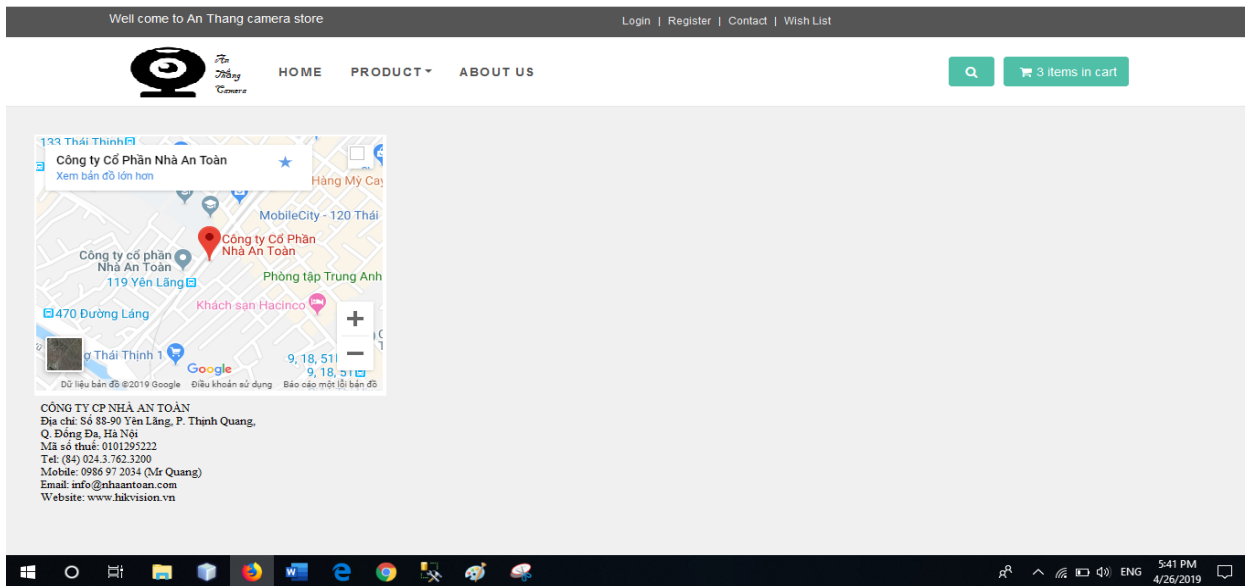 Well come to An Thang camera store
Login | Register | Contact | Wish List
An
Thắng
Camera
HOME PRODUCT ABOUT US
3 items in cart
133 Thái Thịnh
Công ty Cổ Phần Nhà An Toàn
Xem bản đồ lớn hơn
Hàng Mỳ Cay
MobileCity - 120 Thái
Công ty Cổ Phần
Nhà An Toàn
Công ty cổ phần
Nhà An Toàn
119 Yên Lãng
Phòng tập Trung Anh
Khách sạn Hacinco
470 Đường Láng
ợ Thái Thịnh 1
Google
9, 18, 51
9, 18, 51
Dữ liệu bản đồ ©2019 Google Điều khoản sử dụng Báo cáo một lỗi bản đồ
CÔNG TY CP NHÀ AN TOÀN
Địa chỉ: Số 88-90 Yên Lãng, P. Thịnh Quang,
Q. Đống Đa, Hà Nội
Mã số thuế: 0101295222
Tel: (84) 024.3.762.3200
Mobile: 0986 97 2034 (Mr Quang)
Email: info@nhaantoan.com
Website: www.hikvision.vn
ENG
5:41 PM
4/26/2019